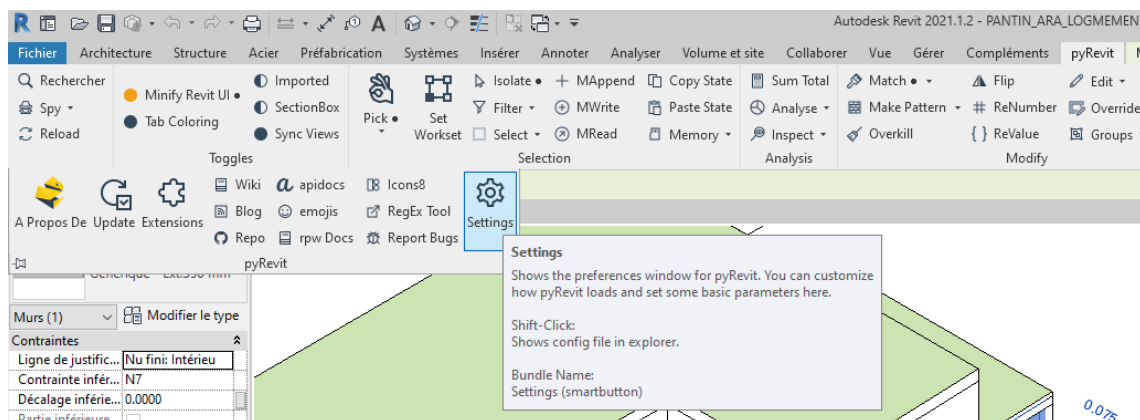 Autodesk Revit 2021.1.2 - PANTIN_ARA_LOGMEMEN
Fichier Architecture Structure Acier Préfabrication Systèmes Insérer Annoter Analyser Volume et site Collaborer Vue Gérer Compléments pyRevit
Rechercher Minify Revit UI Imported Pick Set Workset Isolate MAppend Copy State Sum Total Match Flip Edit
Spy Tab Coloring SectionBox Filter MWrite Paste State Analyse Make Pattern ReNumber Override
Reload Sync Views Select MRead Memory Inspect Overkill ReValue Groups
Toggles Selection Analysis Modify
A Propos De Update Extensions Wiki apidocs Icons8 Settings
Blog emojis RegEx Tool
Repo rpw Docs Report Bugs
pyRevit
Settings
Shows the preferences window for pyRevit. You can customize
how pyRevit loads and set some basic parameters here.
Shift-Click:
Shows config file in explorer.
Bundle Name:
Settings (smartbutton)
Murs (1) Modifier le type
Contraintes
Ligne de justific... Nu fini: Intérieu
Contrainte infér... N7
Décalage inférie... 0.0000
0.075